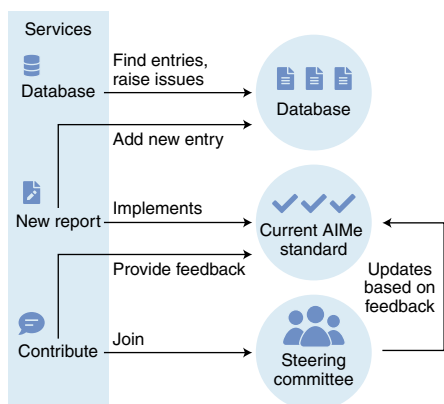 Services
Find entries,
raise issues
Database
Database
Add new entry
New report
Implements
Current AIMe
standard
Provide feedback
Updates
based on
feedback
Contribute
Join
Steering
committee